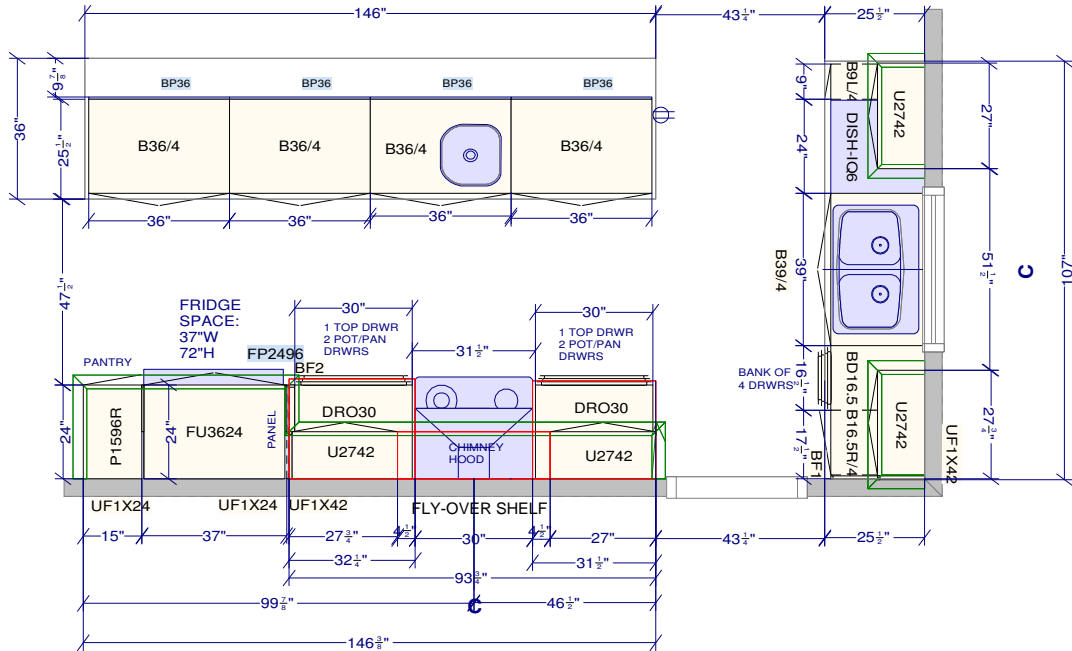 146"
43 1/4"
25 1/2"
36"
9 7/8"
25 1/2"
BP36
BP36
BP36
BP36
B36/4
B36/4
B36/4
B36/4
36"
36"
36"
36"
47 1/2"
9"
24"
39"
16 1/2"
17 1/2"
B9L/4
DISH-IQ6
B39/4
BD16.5
B16.5R/4
BF1
U2742
U2742
UF1X42
27"
51 1/2"
27 3/4"
C
107"
BANK OF
4 DRWRS
FRIDGE
SPACE:
37"W
72"H
FP2496
BF2
30"
1 TOP DRWR
2 POT/PAN
DRWRS
31 1/2"
30"
1 TOP DRWR
2 POT/PAN
DRWRS
PANTRY
24"
P1596R
24"
FU3624
PANEL
DRO30
U2742
CHIMNEY
HOOD
DRO30
U2742
UF1X24
UF1X24
UF1X42
FLY-OVER SHELF
15"
37"
27 3/4"
4 1/2"
30"
4 1/2"
27"
43 1/4"
25 1/2"
32 1/4"
31 1/2"
93 3/4"
99 7/8"
C
46 1/2"
146 3/8"